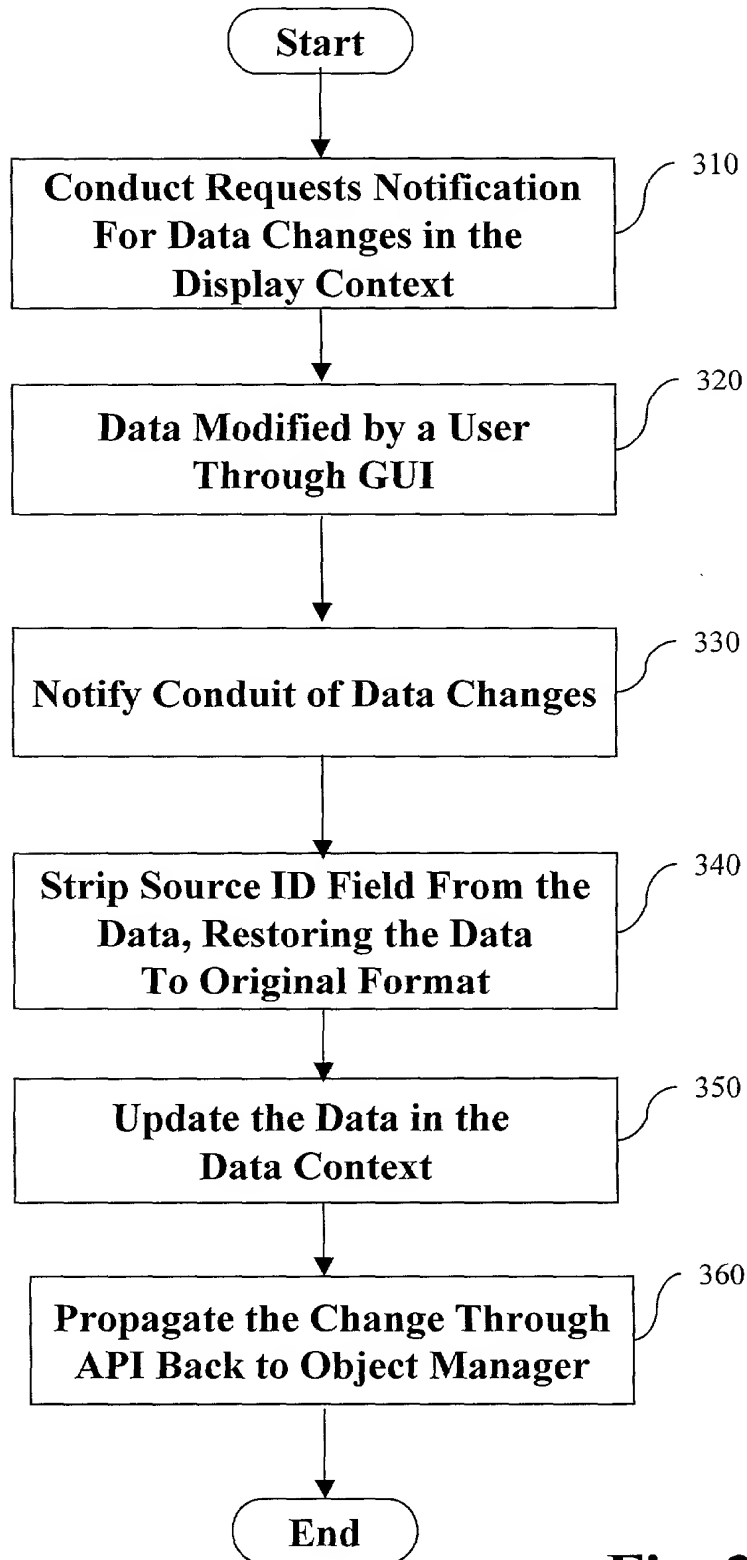 Start
310
Conduct Requests Notification
For Data Changes in the
Display Context
320
Data Modified by a User
Through GUI
330
Notify Conduit of Data Changes
340
Strip Source ID Field From the
Data, Restoring the Data
To Original Format
350
Update the Data in the
Data Context
360
Propagate the Change Through
API Back to Object Manager
End